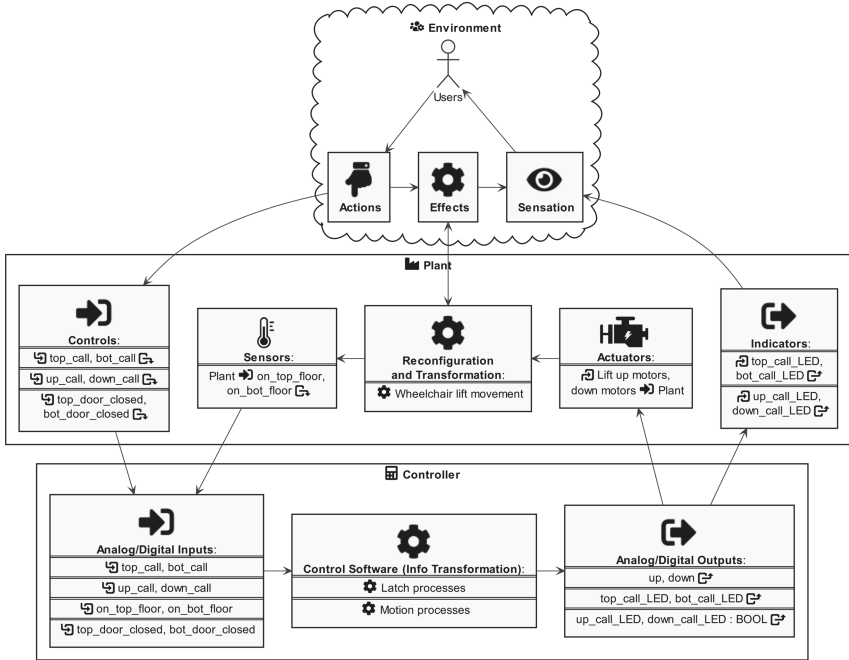 Environment
Users
Actions
Effects
Sensation
Plant
Controls:
top_call, bot_call
up_call, down_call
top_door_closed,
bot_door_closed
Sensors:
Plant on_top_floor,
on_bot_floor
Reconfiguration
and Transformation:
Wheelchair lift movement
Actuators:
Lift up motors,
down motors Plant
Indicators:
top_call_LED,
bot_call_LED
up_call_LED,
down_call_LED
Controller
Analog/Digital Inputs:
top_call, bot_call
up_call, down_call
on_top_floor, on_bot_floor
top_door_closed, bot_door_closed
Control Software (Info Transformation):
Latch processes
Motion processes
Analog/Digital Outputs:
up, down
top_call_LED, bot_call_LED
up_call_LED, down_call_LED : BOOL